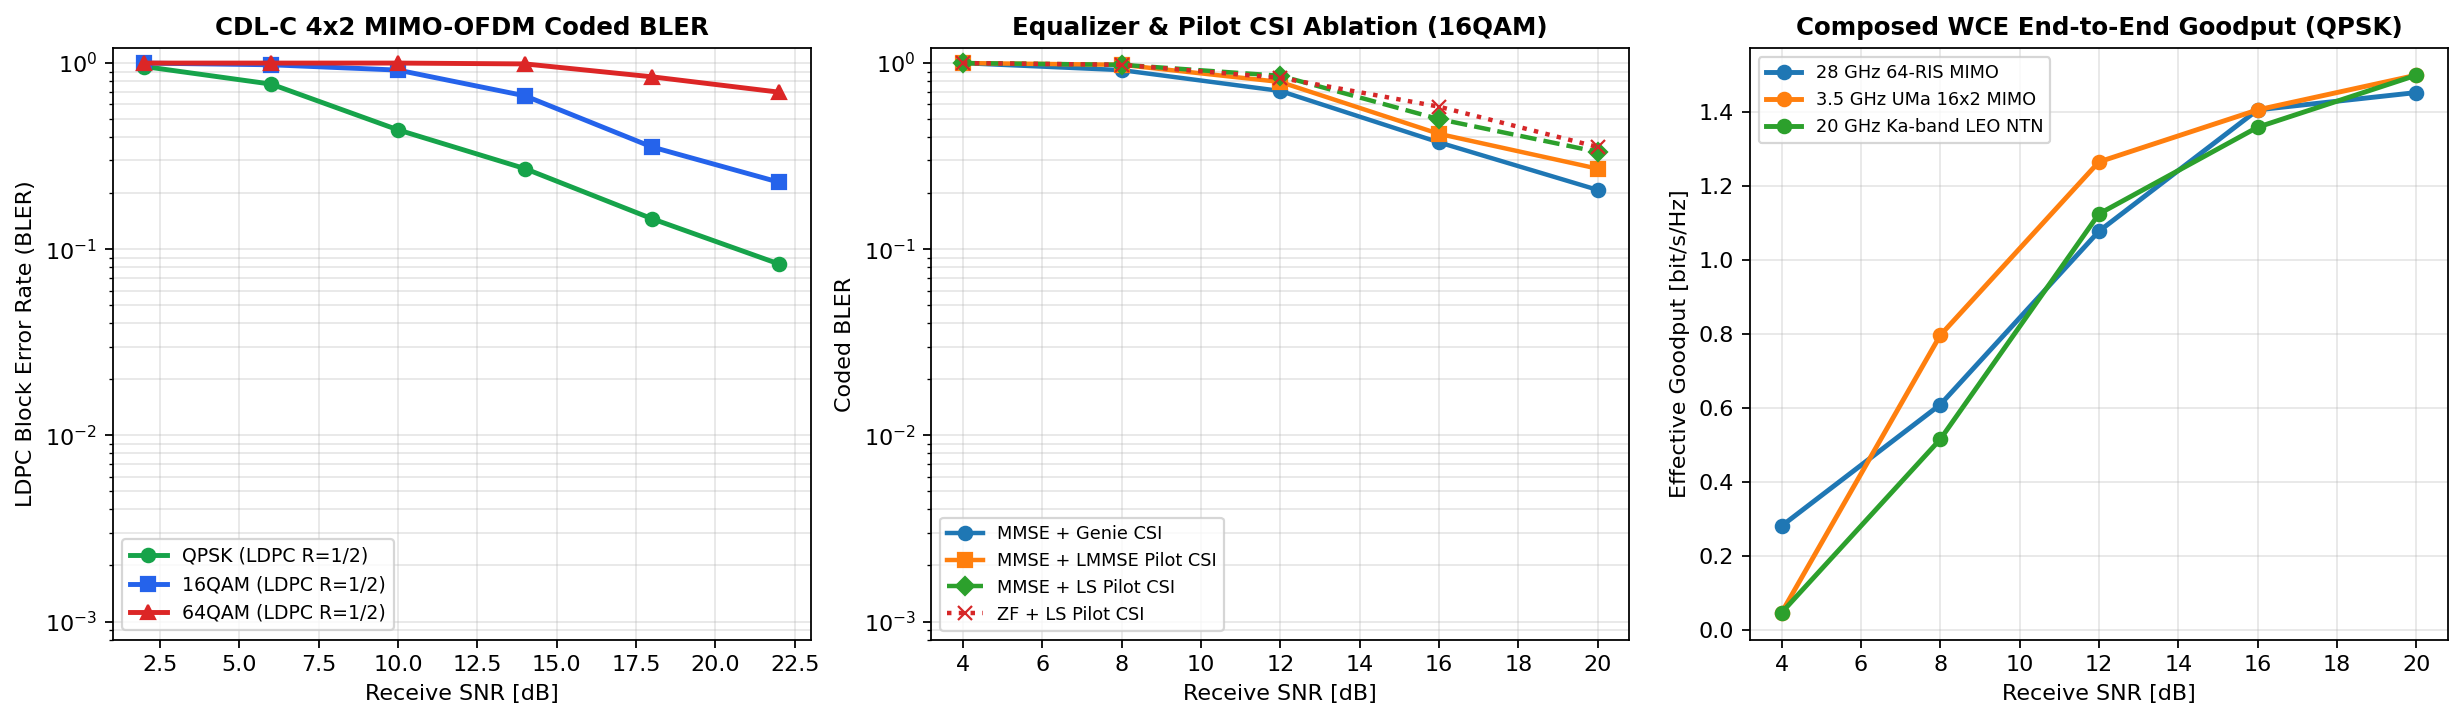 CDL-C 4x2 MIMO-OFDM Coded BLER
LDPC Block Error Rate (BLER)
10⁰
10⁻¹
10⁻²
10⁻³
QPSK (LDPC R=1/2)
16QAM (LDPC R=1/2)
64QAM (LDPC R=1/2)
2.5 5.0 7.5 10.0 12.5 15.0 17.5 20.0 22.5
Receive SNR [dB]
Equalizer & Pilot CSI Ablation (16QAM)
Coded BLER
10⁰
10⁻¹
10⁻²
10⁻³
MMSE + Genie CSI
MMSE + LMMSE Pilot CSI
MMSE + LS Pilot CSI
ZF + LS Pilot CSI
4 6 8 10 12 14 16 18 20
Receive SNR [dB]
Composed WCE End-to-End Goodput (QPSK)
Effective Goodput [bit/s/Hz]
28 GHz 64-RIS MIMO
3.5 GHz UMa 16x2 MIMO
20 GHz Ka-band LEO NTN
1.4
1.2
1.0
0.8
0.6
0.4
0.2
0.0
4 6 8 10 12 14 16 18 20
Receive SNR [dB]